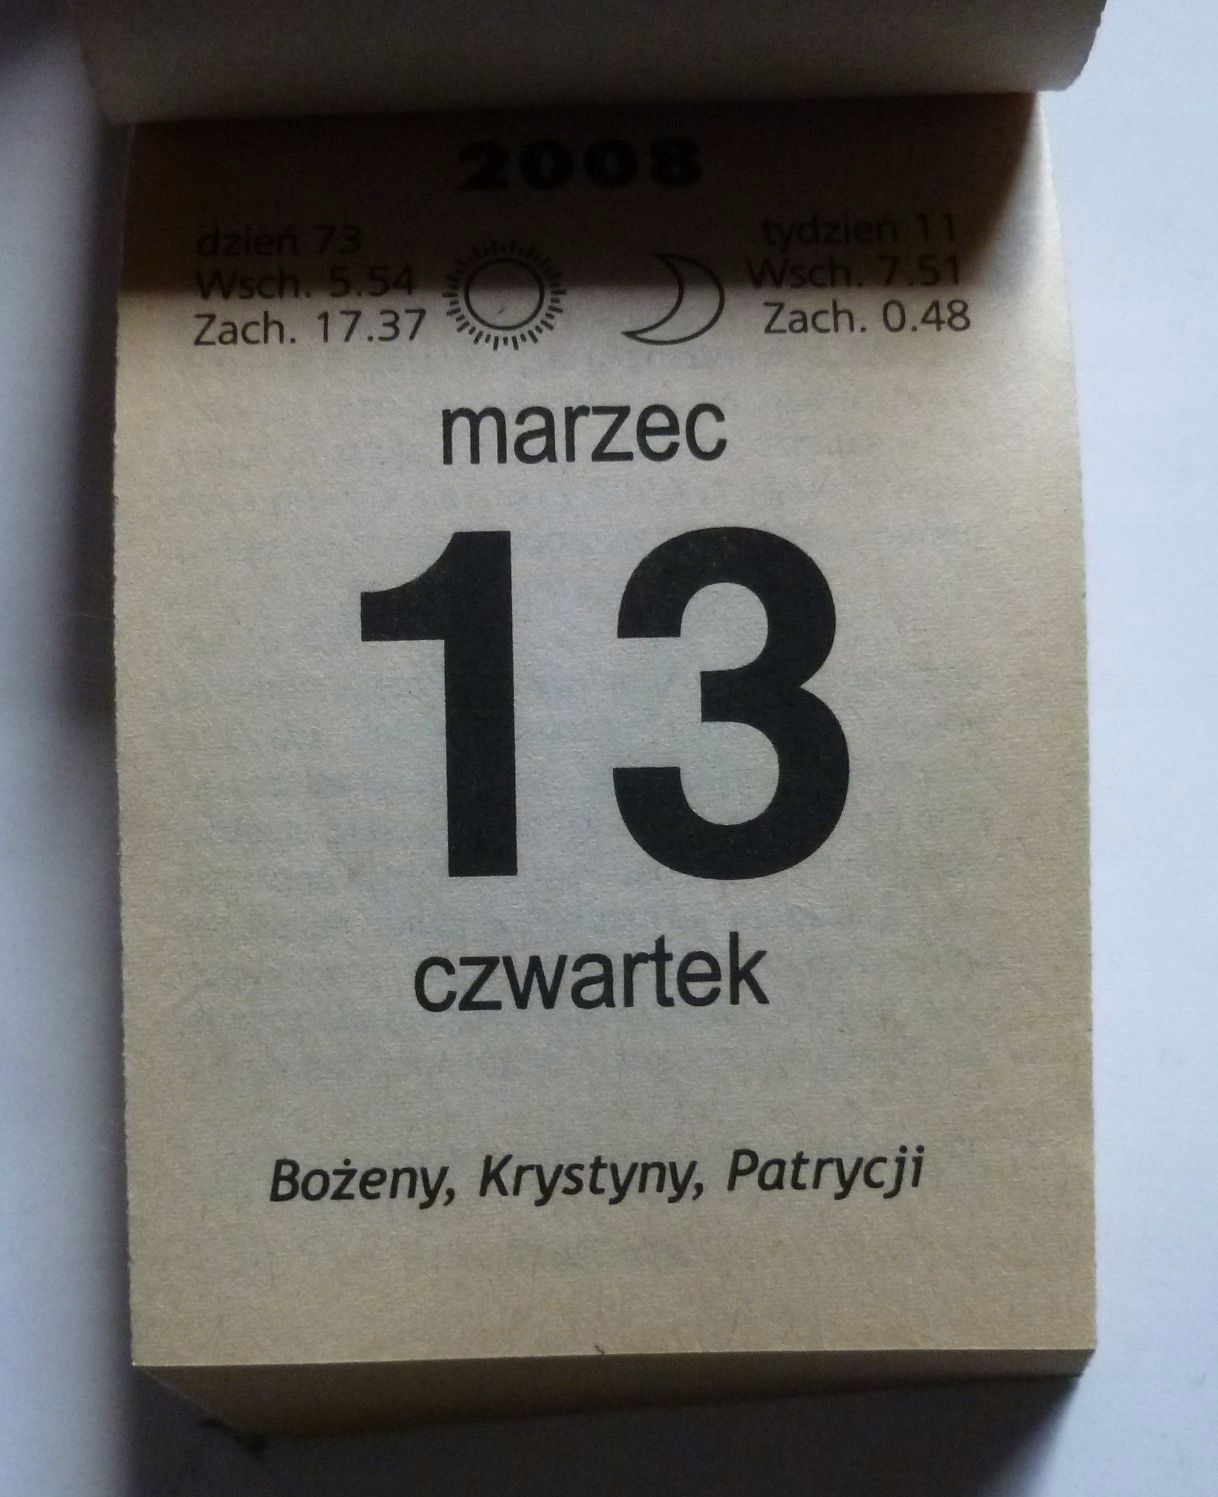 2008
dzień 73
Wsch. 5.54
Zach. 17.37
tydzień 11
Wsch. 7.51
Zach. 0.48
marzec
13
czwartek
Bożeny, Krystyny, Patrycji